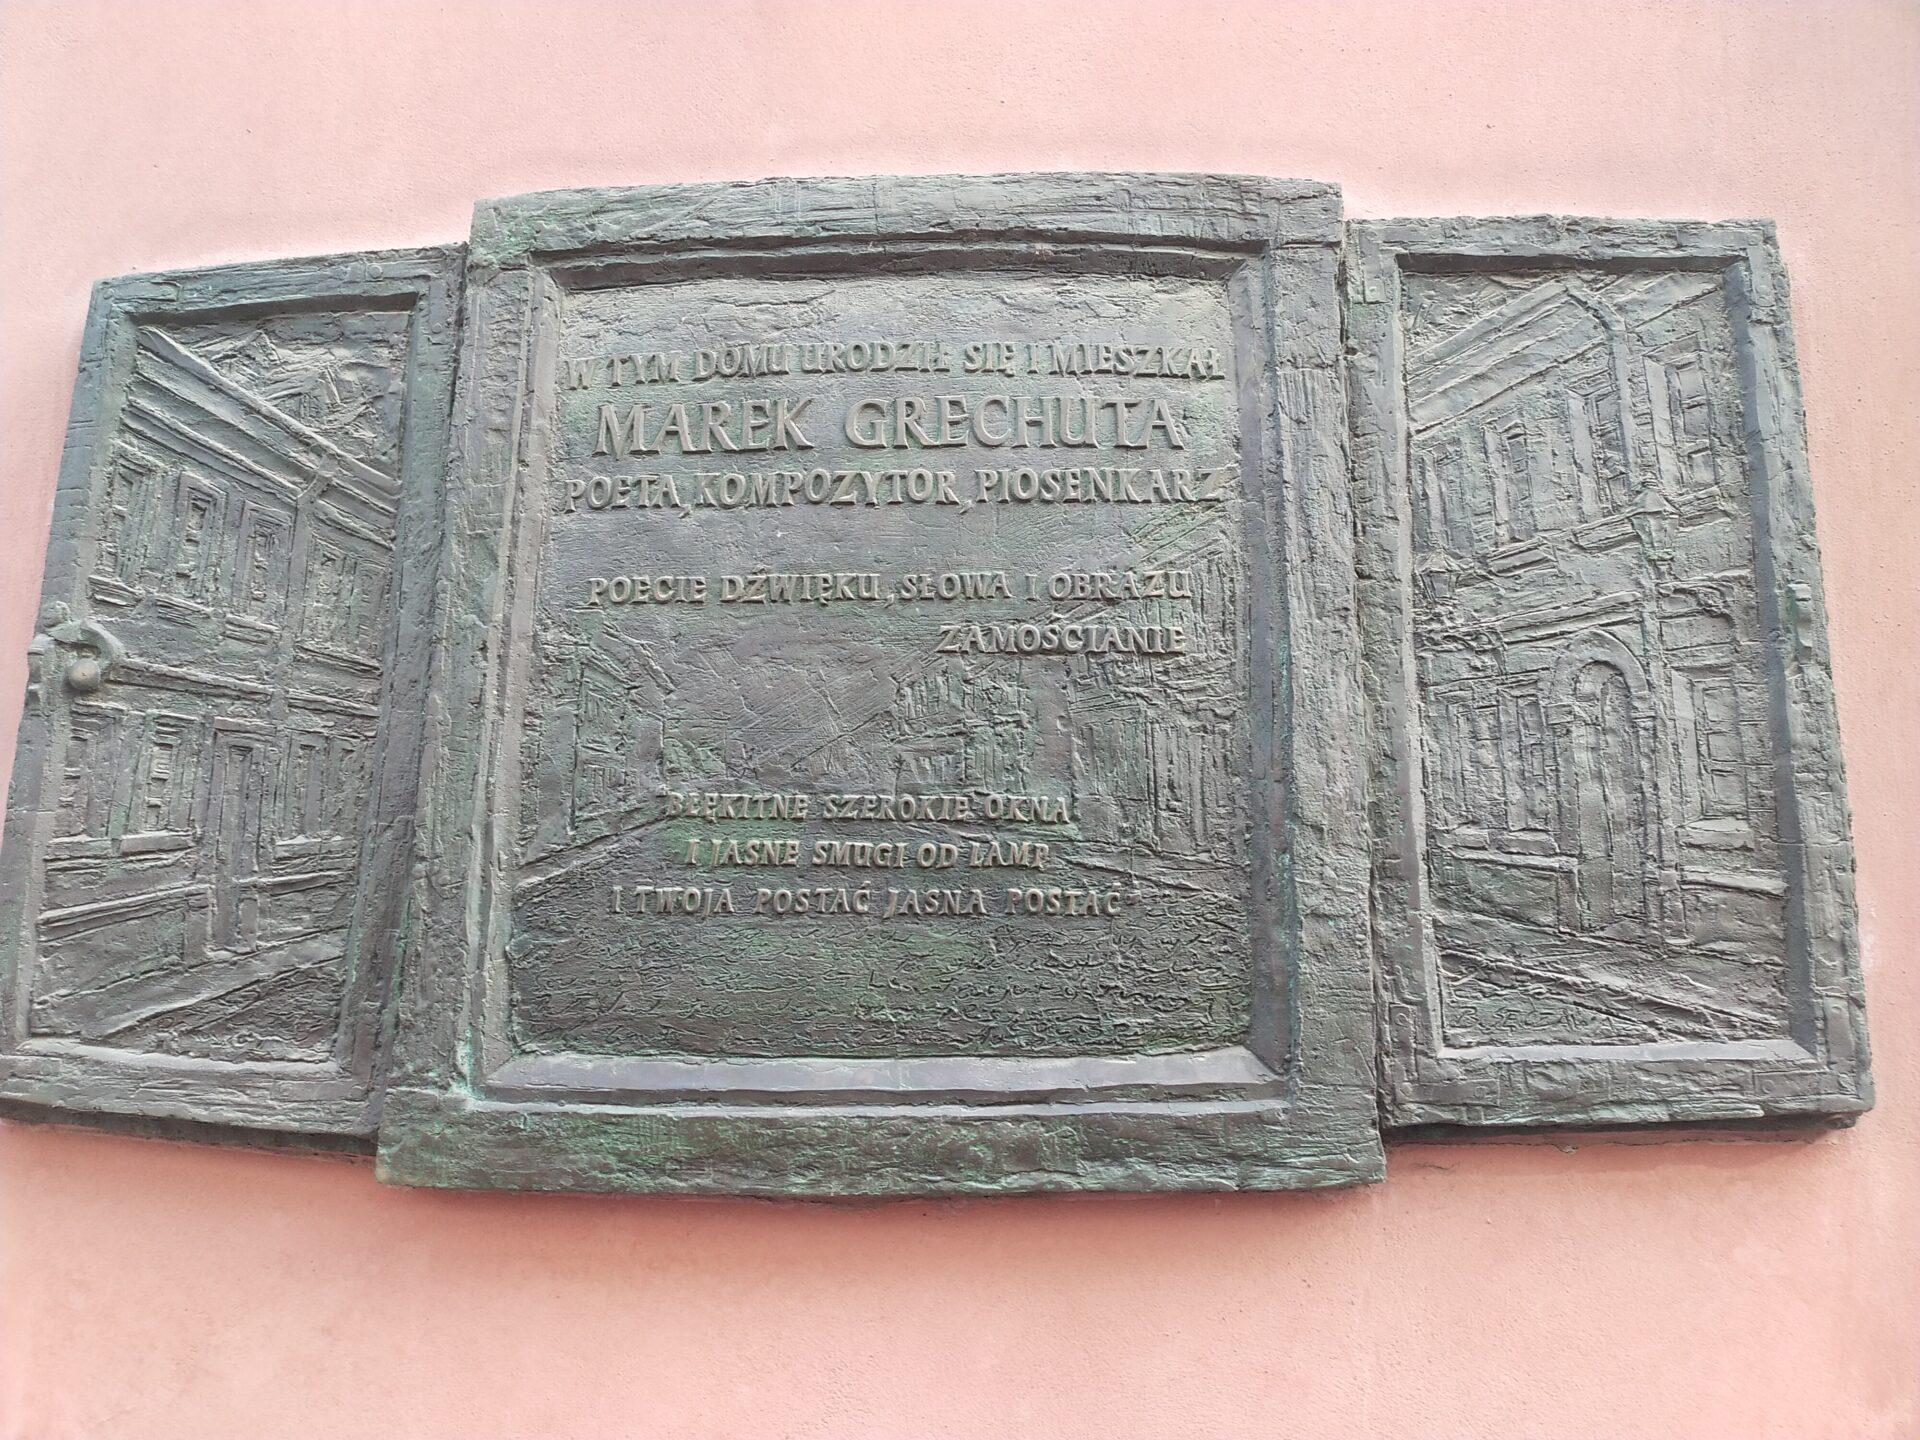 W TYM DOMU URODZIŁ SIĘ I MIESZKAŁ
MAREK GRECHUTA
POETA, KOMPOZYTOR, PIOSENKARZ
POECIE DŹWIĘKU, SŁOWA I OBRAZU
ZAMOŚCIANIE
BŁĘKITNE SZEROKIE OKNA
I JASNE SMUGI OD LAMP
I TWOJA POSTAĆ JASNA POSTAĆ